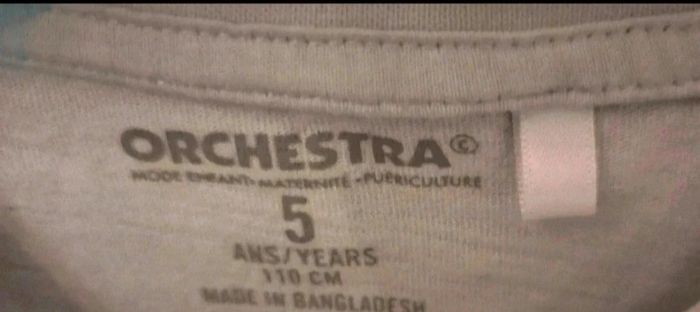 ORCHESTRA©
MODE ENFANT-MATERNITÉ-PUÉRICULTURE
5
ANS/YEARS
110 CM
MADE IN BANGLADESH